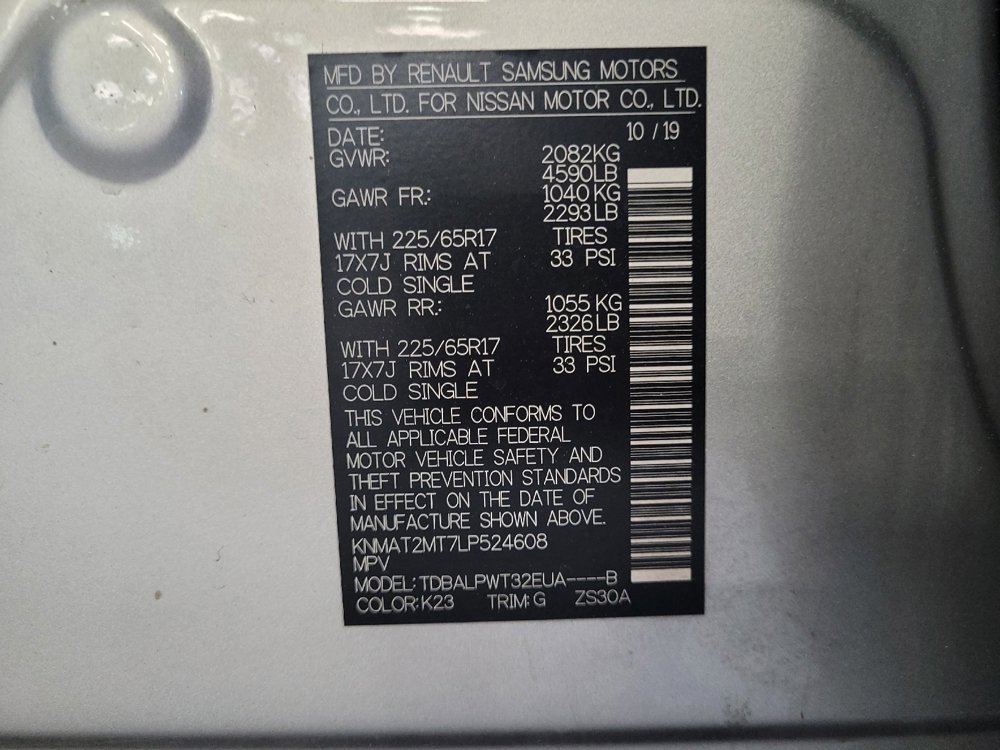 MFD BY RENAULT SAMSUNG MOTORS
CO., LTD. FOR NISSAN MOTOR CO., LTD.
DATE: 10 / 19
GVWR: 2082KG
4590LB
GAWR FR.: 1040 KG
2293 LB
WITH 225/65R17 TIRES
17X7J RIMS AT 33 PSI
COLD SINGLE
GAWR RR.: 1055 KG
2326 LB
WITH 225/65R17 TIRES
17X7J RIMS AT 33 PSI
COLD SINGLE
THIS VEHICLE CONFORMS TO
ALL APPLICABLE FEDERAL
MOTOR VEHICLE SAFETY AND
THEFT PREVENTION STANDARDS
IN EFFECT ON THE DATE OF
MANUFACTURE SHOWN ABOVE.
KNMAT2MT7LP524608
MPV
MODEL: TDBALPWT32EUA----B
COLOR: K23 TRIM: G ZS30A